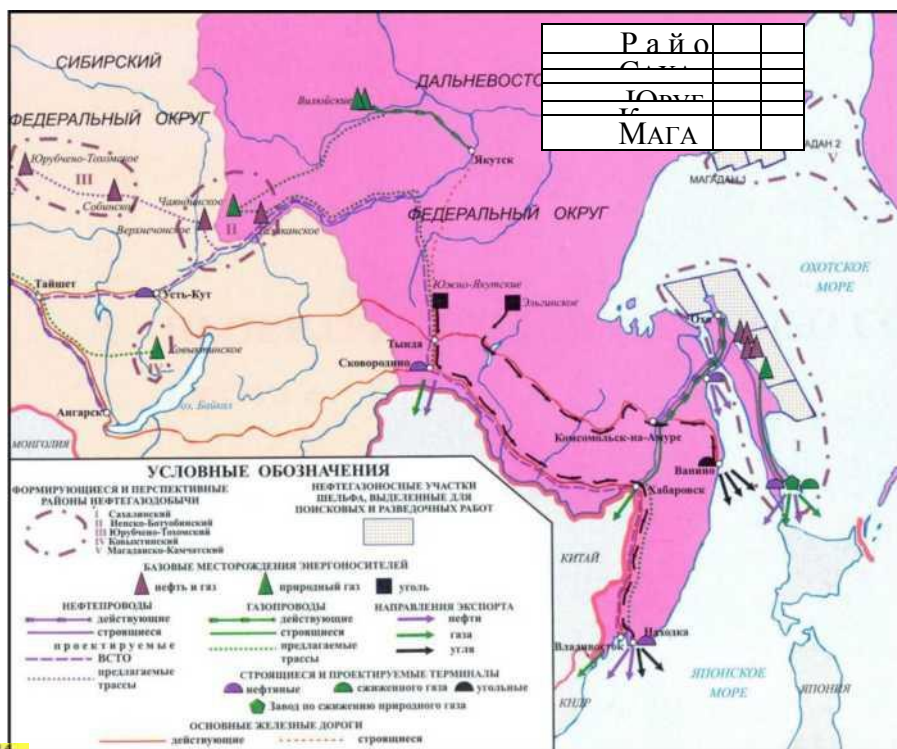 Р а й о
МАГА
СИБИРСКИЙ
ФЕДЕРАЛЬНЫЙ ОКРУГ
ДАЛЬНЕВОСТО
Вилюйские
Якутск
МАГАДАН 1
АДАН 2
V
Юрубчено-Тохомское
III
Собинское
Чаяндинское
II
Верхнечонское
ФЕДЕРАЛЬНЫЙ ОКРУГ
ОХОТСКОЕ
МОРЕ
Тайшет
Усть-Кут
Южно-Якутские
Эльгинское
Оха
Ковыктинское
IV
Тында
Сковородино
оз. Байкал
Ангарск
МОНГОЛИЯ
Комсомольск-на-Амуре
Ванино
I
Хабаровск
КИТАЙ
Владивосток
Находка
КНДР
ЯПОНСКОЕ
МОРЕ
ЯПОНИЯ
УСЛОВНЫЕ ОБОЗНАЧЕНИЯ
ФОРМИРУЮЩИЕСЯ И ПЕРСПЕКТИВНЫЕ
РАЙОНЫ НЕФТЕГАЗОДОБЫЧИ
I Сахалинский
II Непско-Ботуобинский
III Юрубчено-Тохомский
IV Ковыктинский
V Магаданско-Камчатский
НЕФТЕГАЗОНОСНЫЕ УЧАСТКИ
ШЕЛЬФА, ВЫДЕЛЕННЫЕ ДЛЯ
ПОИСКОВЫХ И РАЗВЕДОЧНЫХ РАБОТ
БАЗОВЫЕ МЕСТОРОЖДЕНИЯ ЭНЕРГОНОСИТЕЛЕЙ
нефть и газ
природный газ
уголь
НЕФТЕПРОВОДЫ
действующие
строящиеся
п р о е к т и р у е м ы е
ВСТО
предлагаемые
трассы
ГАЗОПРОВОДЫ
действующие
строящиеся
предлагаемые
трассы
НАПРАВЛЕНИЯ ЭКСПОРТА
нефти
газа
угля
СТРОЯЩИЕСЯ И ПРОЕКТИРУЕМЫЕ ТЕРМИНАЛЫ
нефтяные
сжиженного газа
угольные
Завод по сжижению природного газа
ОСНОВНЫЕ ЖЕЛЕЗНЫЕ ДОРОГИ
действующие
строящиеся